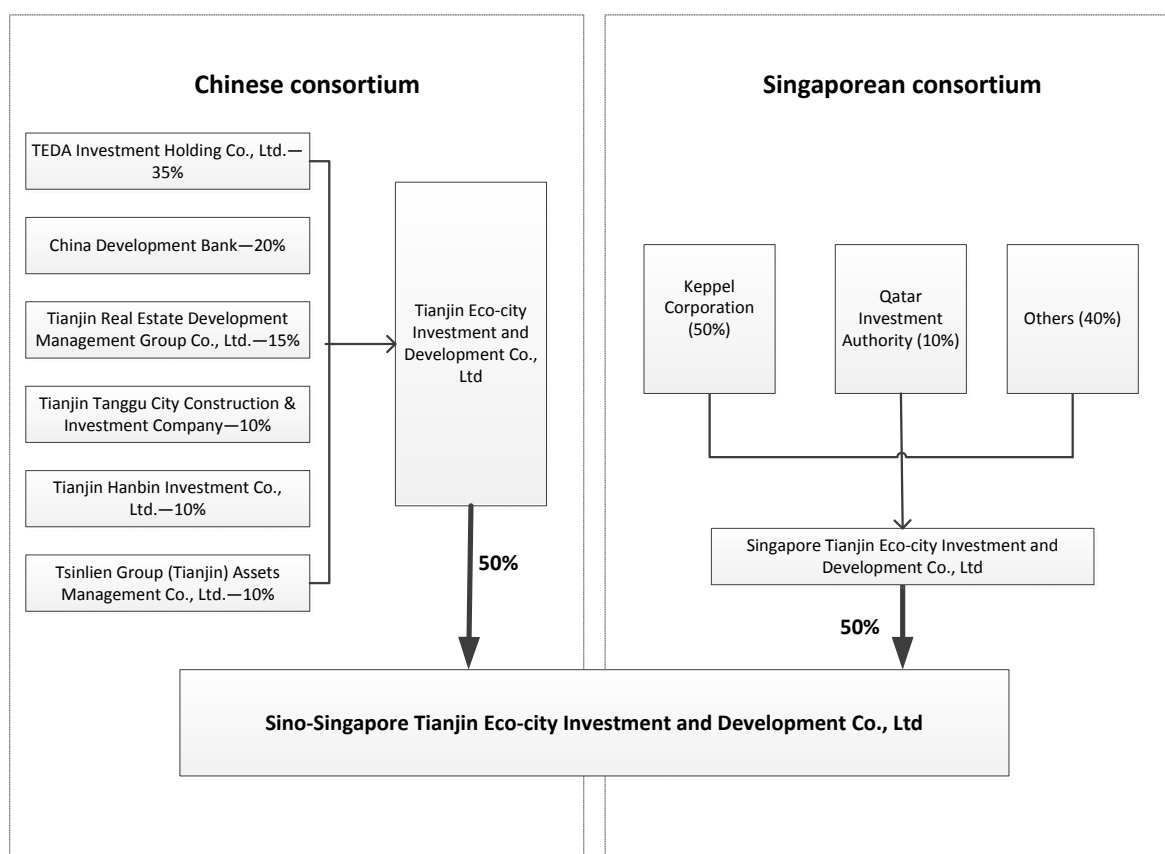 Chinese consortium
TEDA Investment Holding Co., Ltd.—
35%
China Development Bank—20%
Tianjin Real Estate Development
Management Group Co., Ltd.—15%
Tianjin Tanggu City Construction &
Investment Company—10%
Tianjin Hanbin Investment Co.,
Ltd.—10%
Tsinlien Group (Tianjin) Assets
Management Co., Ltd.—10%
Tianjin Eco-city
Investment and
Development Co.,
Ltd
50%
Singaporean consortium
Keppel
Corporation
(50%)
Qatar
Investment
Authority (10%)
Others (40%)
Singapore Tianjin Eco-city Investment and
Development Co., Ltd
50%
Sino-Singapore Tianjin Eco-city Investment and Development Co., Ltd